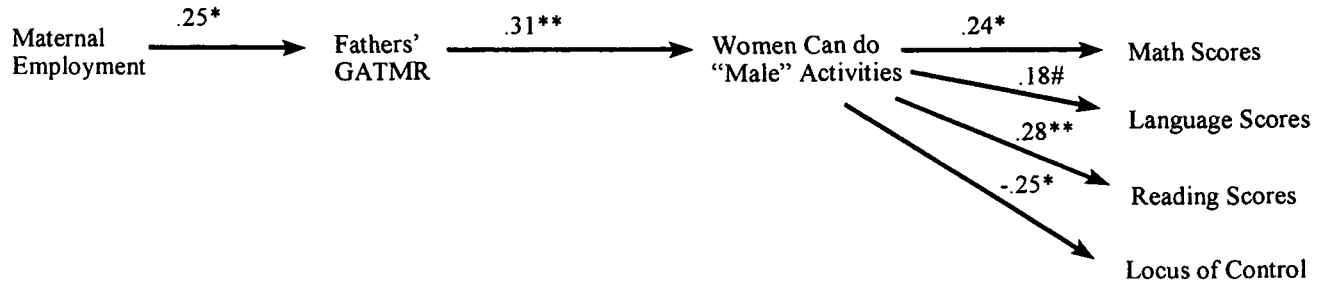 .25*
Maternal
Employment
.31**
Fathers'
GATMR
Women Can do
“Male” Activities
.24*
Math Scores
.18#
Language Scores
.28**
Reading Scores
-.25*
Locus of Control